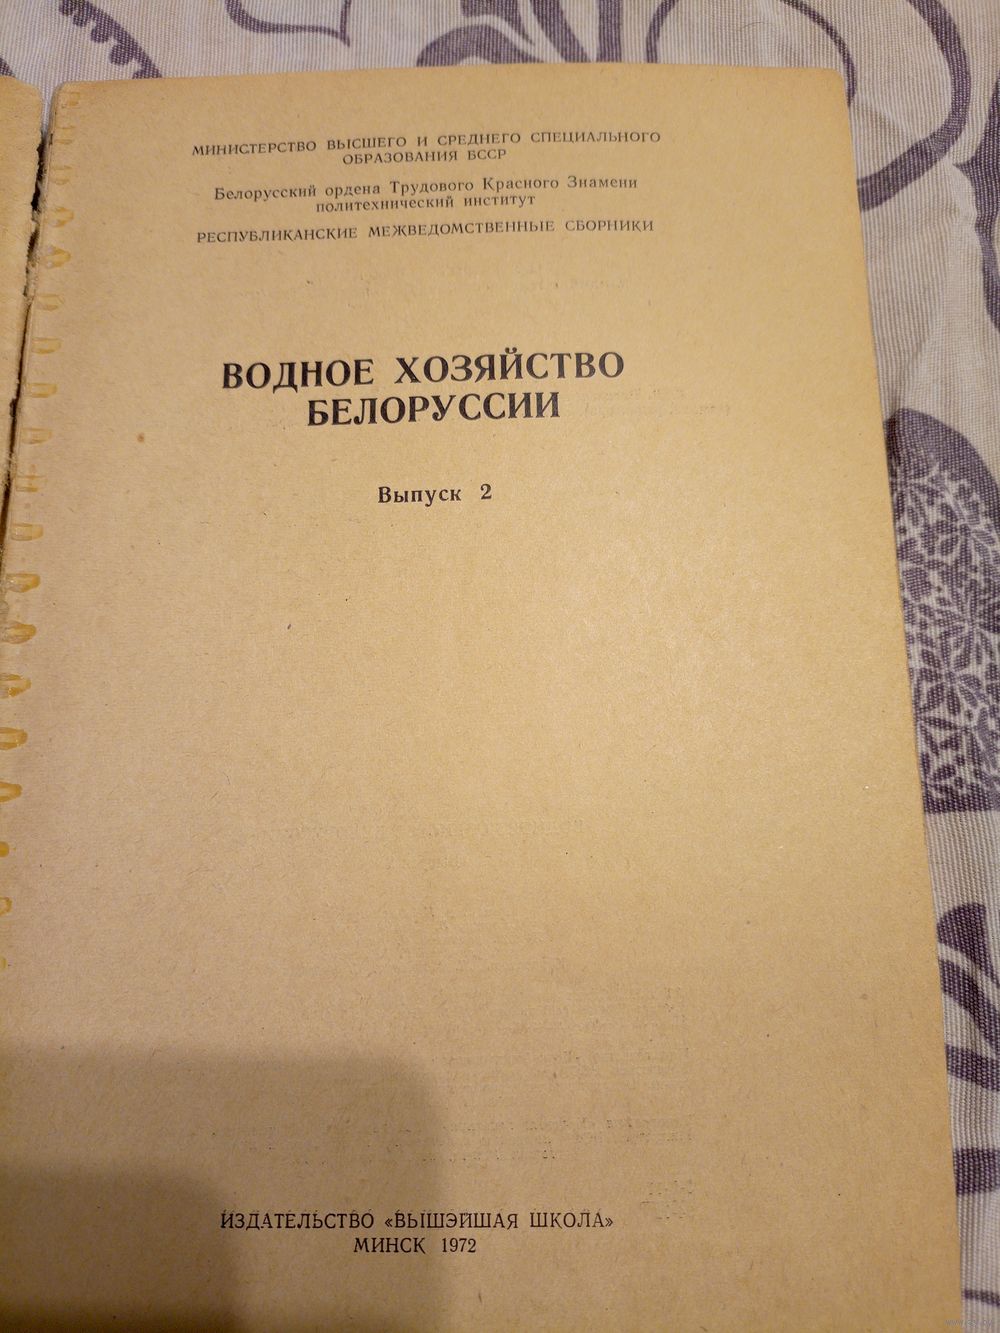 МИНИСТЕРСТВО ВЫСШЕГО И СРЕДНЕГО СПЕЦИАЛЬНОГО
ОБРАЗОВАНИЯ БССР
Белорусский ордена Трудового Красного Знамени
политехнический институт
РЕСПУБЛИКАНСКИЕ МЕЖВЕДОМСТВЕННЫЕ СБОРНИКИ
ВОДНОЕ ХОЗЯЙСТВО
БЕЛОРУССИИ
Выпуск 2
ИЗДАТЕЛЬСТВО «ВЫШЭЙШАЯ ШКОЛА»
МИНСК 1972